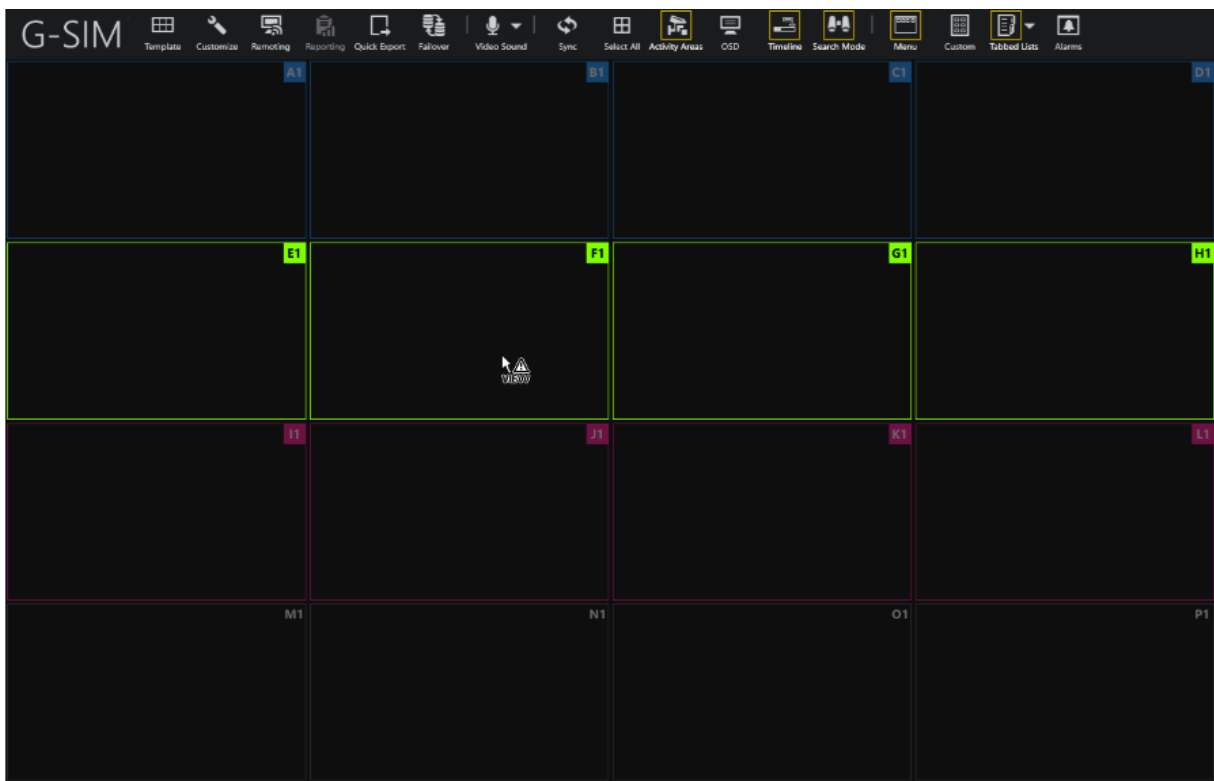 G-SIM
Template Customize Remoting Reporting Quick Export Failover Video Sound Sync Select All Activity Areas OSD Timeline Search Mode Menu Custom Tabbed Lists Alarms
A1 B1 C1 D1
E1 F1 G1 H1
VIEW
I1 J1 K1 L1
M1 N1 O1 P1